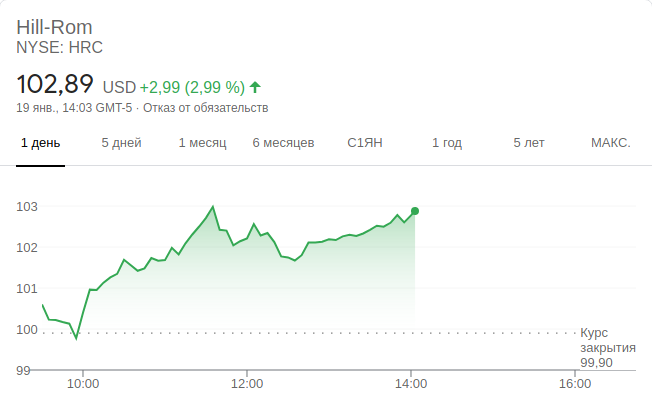 Hill-Rom
NYSE: HRC
102,89 USD +2,99 (2,99 %)
19 янв., 14:03 GMT-5 · Отказ от обязательств
1 день 5 дней 1 месяц 6 месяцев С1ЯН 1 год 5 лет МАКС.
103
102
101
100
99
Курс
закрытия
99,90
10:00 12:00 14:00 16:00